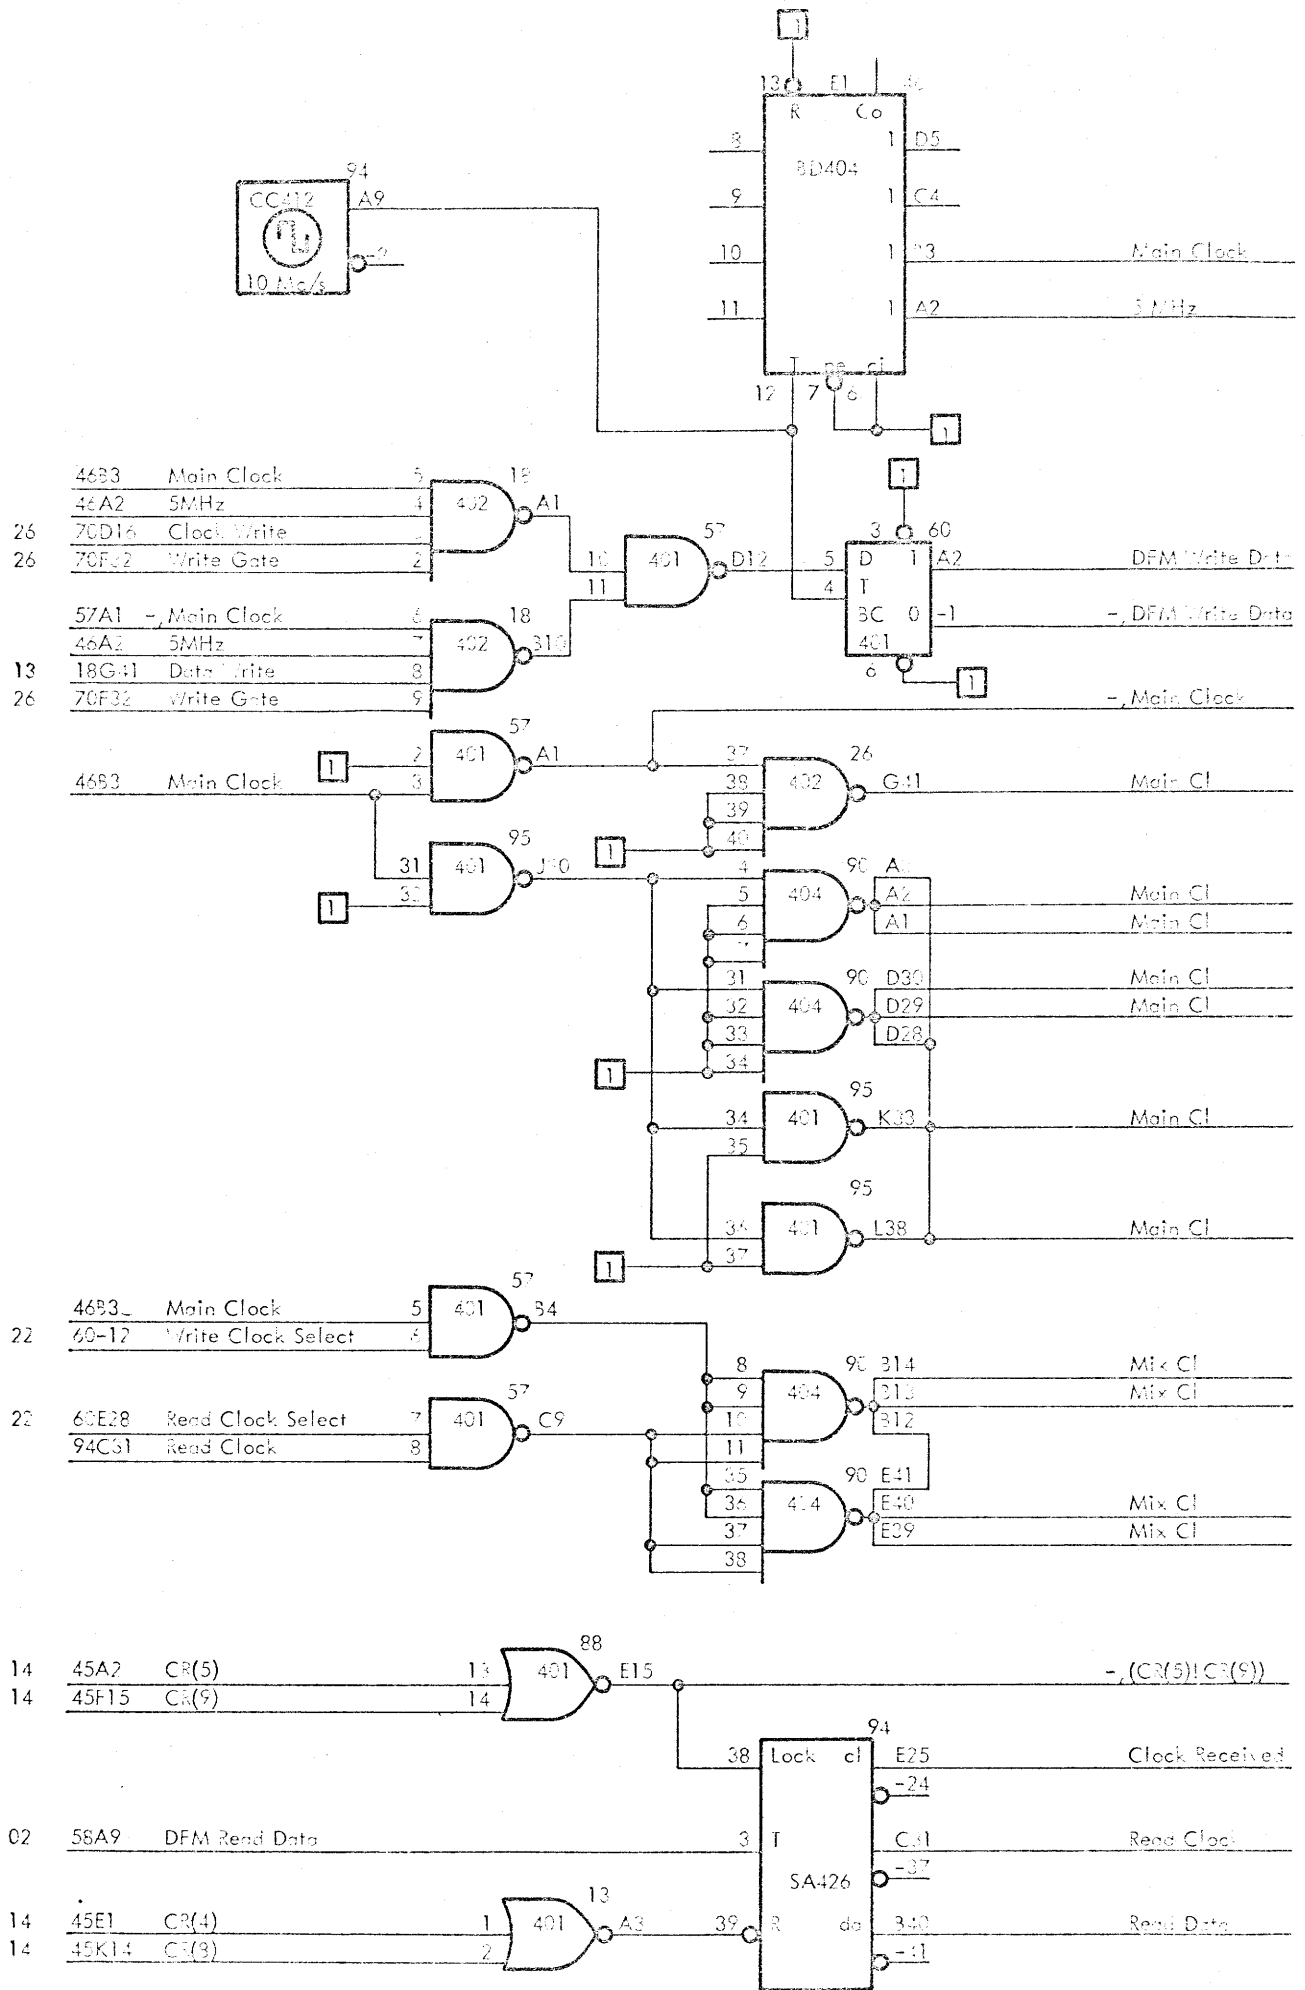 1
13 E1
R Co
8 1 D5
BD404
94
CC412 A9
9 1 C4
10 1 B3 Main Clock
10 Mc/s
11 1 A2 5 MHz
T pe ci
12 7 6
1
46B3 Main Clock 5 18
1
46A2 5MHz 4 402 A1
26 70D16 Clock Write 3 57 3 60
26 70F32 Write Gate 2 10 401 D12 5 D 1 A2 DFM Write Data
11 4 T
57A1 -,Main Clock 6 18 BC 0 -1 -,DFM Write Data
46A2 5MHz 7 402 B10 401
13 18G41 Data Write 8 6 1
26 70F32 Write Gate 9 -,Main Clock
57
1 2 401 A1 37 26
46B3 Main Clock 3 38 402 G41 Main Cl
39
95 1 40
31 401 J30 4 90
1 5 404 A2 Main Cl
6 A1 Main Cl
7
31 90 D30 Main Cl
32 404 D29 Main Cl
33 D28
1 34
95
34 401 K33 Main Cl
35
95
36 401 L38 Main Cl
1 37
57
46B3 Main Clock 5 401 B4
22 60-12 Write Clock Select 6
8 90 B14 Mix Cl
57 9 404 B13 Mix Cl
22 60E28 Read Clock Select 7 401 C9 10 B12
94C31 Read Clock 8 11
35 90 E41
36 404 E40 Mix Cl
37 E39 Mix Cl
38
88
14 45A2 CR(5) 13 401 E15 -,(CR(5)!CR(9))
14 45F15 CR(9) 14
94
38 Lock cl E25 Clock Received
-24
02 58A9 DFM Read Data 3 T C31 Read Clock
-37
SA426
13
14 45E1 CR(4) 1 401 A3 39 R da B40 Read Data
14 45K14 CR(8) 2 -41